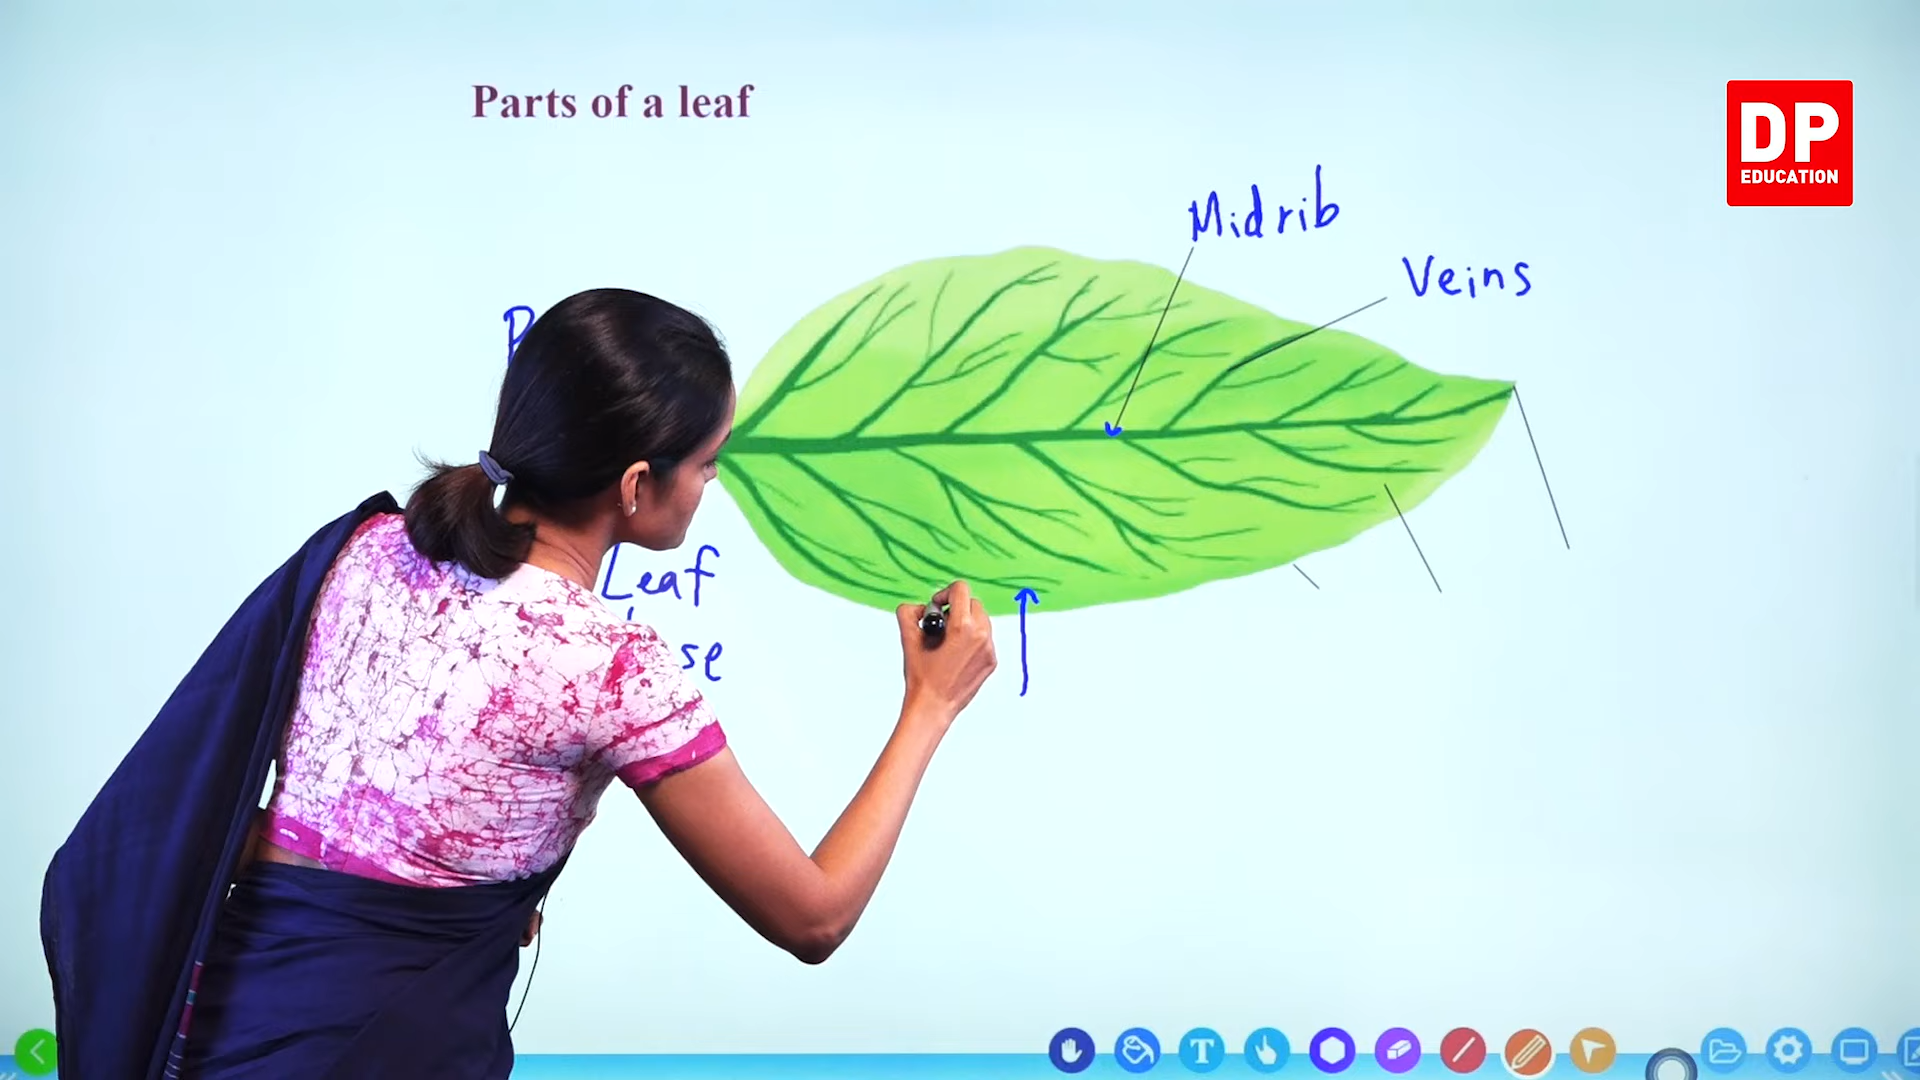 Parts of a leaf
DP
EDUCATION
Midrib
Veins
Leaf
T